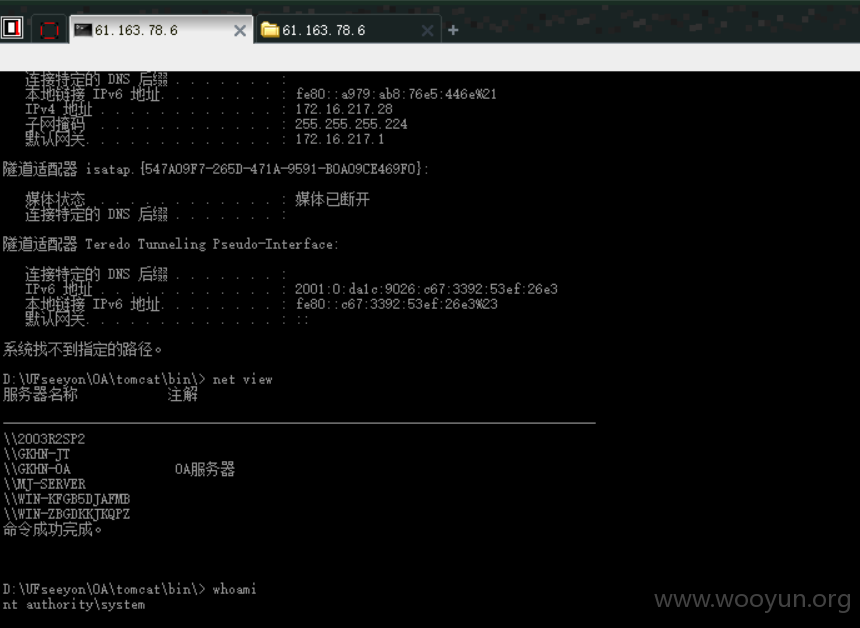 61.163.78.6 61.163.78.6
连接特定的 DNS 后缀 . . . . . . . :
本地链接 IPv6 地址. . . . . . . . : fe80::a979:ab8:76e5:446e%21
IPv4 地址 . . . . . . . . . . . . : 172.16.217.28
子网掩码 . . . . . . . . . . . . : 255.255.255.224
默认网关. . . . . . . . . . . . . : 172.16.217.1
隧道适配器 isatap.{547A09F7-265D-471A-9591-B0A09CE469F0}:
媒体状态 . . . . . . . . . . . . : 媒体已断开
连接特定的 DNS 后缀 . . . . . . . :
隧道适配器 Teredo Tunneling Pseudo-Interface:
连接特定的 DNS 后缀 . . . . . . . :
IPv6 地址 . . . . . . . . . . . . : 2001:0:da1c:9026:c67:3392:53ef:26e3
本地链接 IPv6 地址. . . . . . . . : fe80::c67:3392:53ef:26e3%23
默认网关. . . . . . . . . . . . . : ::
系统找不到指定的路径。
D:\UFseeyon\OA\tomcat\bin\> net view
服务器名称 注解
\\2003R2SP2
\\GKHN-JT
\\GKHN-OA OA服务器
\\MJ-SERVER
\\WIN-KFGB5DJAFMB
\\WIN-ZBGDKKJKQPZ
命令成功完成。
D:\UFseeyon\OA\tomcat\bin\> whoami
nt authority\system
www.wooyun.org